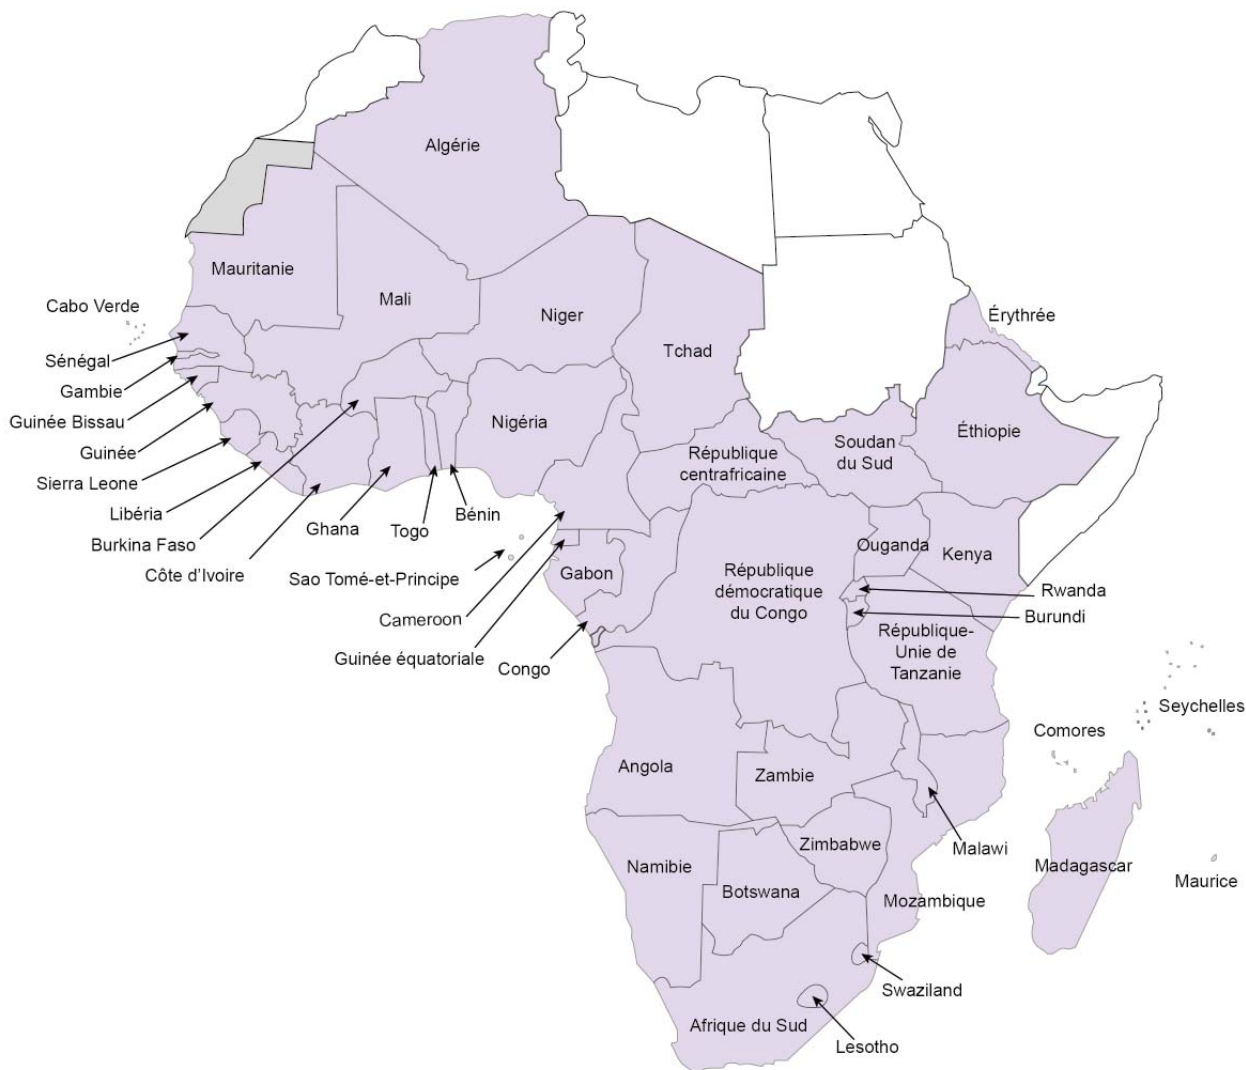 Algérie
Mauritanie
Mali
Niger
Tchad
Érythrée
Cabo Verde
Sénégal
Gambie
Guinée Bissau
Guinée
Sierra Leone
Libéria
Burkina Faso
Côte d'Ivoire
Ghana
Togo
Bénin
Nigéria
République
centrafricaine
Soudan
du Sud
Éthiopie
Sao Tomé-et-Principe
Cameroon
Guinée équatoriale
Gabon
Congo
République
démocratique
du Congo
Ouganda
Kenya
Rwanda
Burundi
République-
Unie de
Tanzanie
Seychelles
Comores
Angola
Zambie
Malawi
Zimbabwe
Namibie
Botswana
Mozambique
Madagascar
Maurice
Swaziland
Afrique du Sud
Lesotho